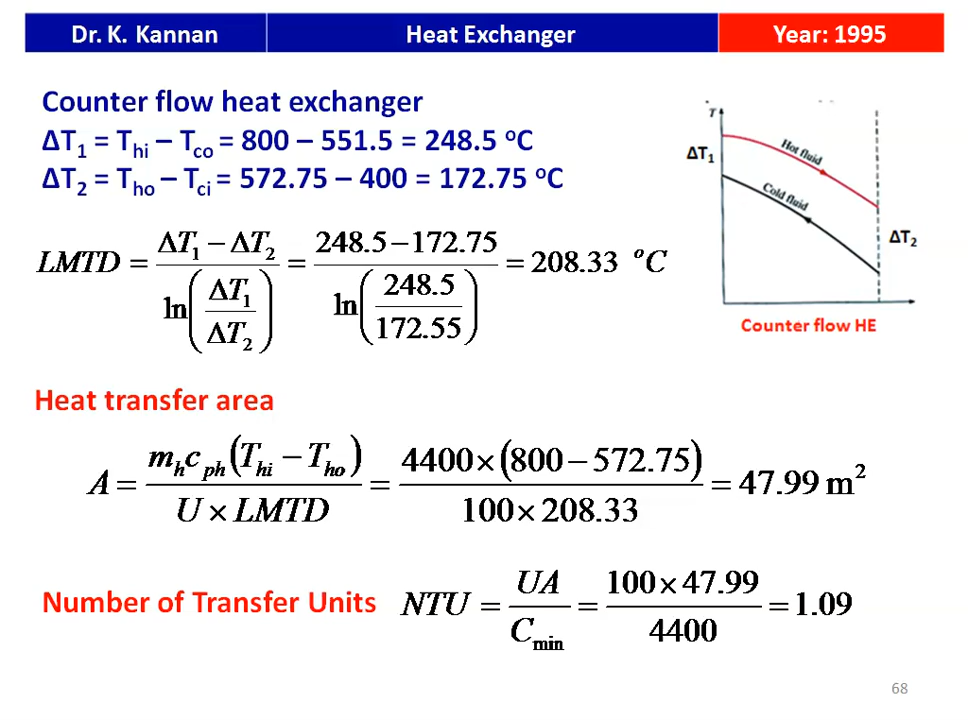 Dr. K. Kannan Heat Exchanger Year: 1995
Counter flow heat exchanger
ΔT₁ = Tₕᵢ – T_co = 800 – 551.5 = 248.5 °C
ΔT₂ = Tₕₒ – T_ci = 572.75 – 400 = 172.75 °C
LMTD = (ΔT₁ − ΔT₂) / ln(ΔT₁ / ΔT₂) = (248.5 − 172.75) / ln(248.5 / 172.55) = 208.33 °C
T
ΔT₁
Hot fluid
Cold fluid
ΔT₂
Counter flow HE
Heat transfer area
A = m_h c_ph (T_hi − T_ho) / (U × LMTD) = 4400 × (800 − 572.75) / (100 × 208.33) = 47.99 m²
Number of Transfer Units NTU = UA / C_min = (100 × 47.99) / 4400 = 1.09
68